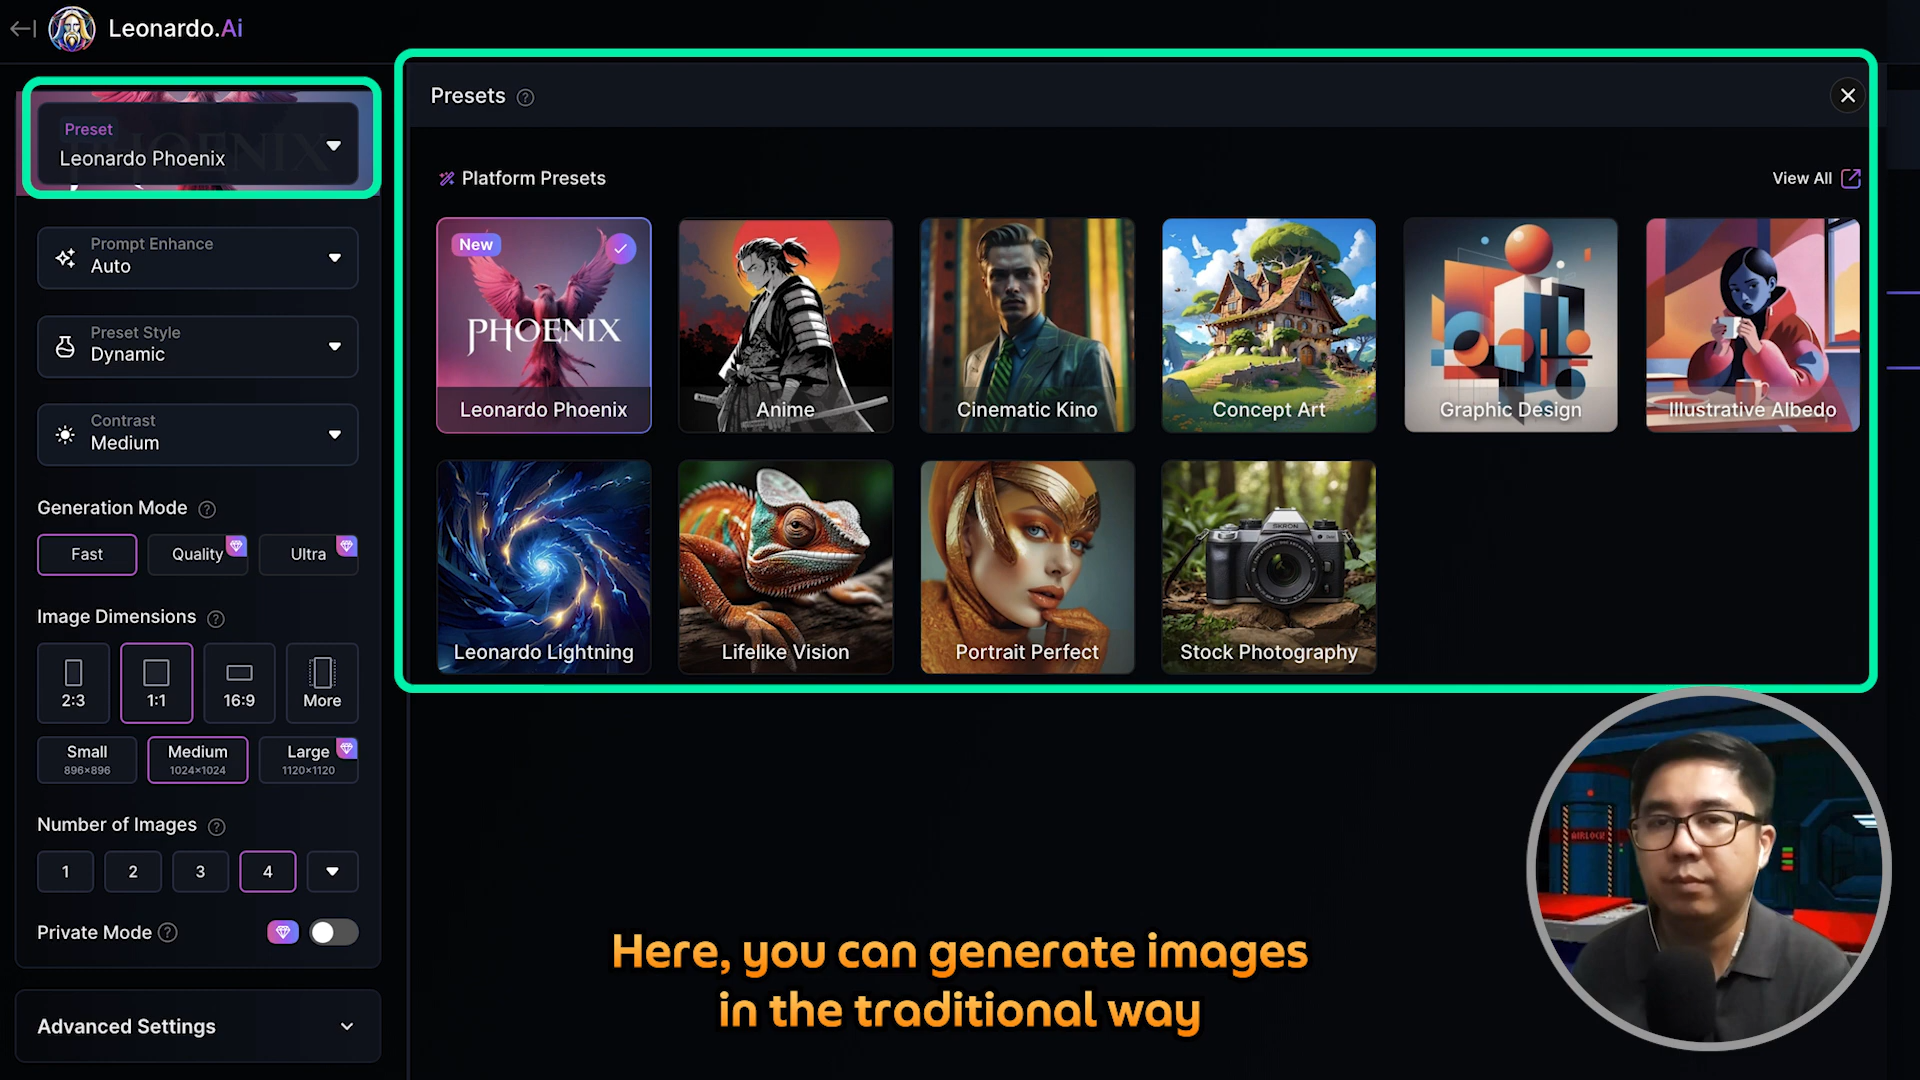 Leonardo.Ai
Preset
Leonardo Phoenix
Prompt Enhance
Auto
Preset Style
Dynamic
Contrast
Medium
Generation Mode
Fast
Quality
Ultra
Image Dimensions
2:3
1:1
16:9
More
Small
896×896
Medium
1024×1024
Large
1120×1120
Number of Images
1
2
3
4
Private Mode
Advanced Settings
Presets
Platform Presets
View All
New
PHOENIX
Leonardo Phoenix
Anime
Cinematic Kino
Concept Art
Graphic Design
Illustrative Albedo
Leonardo Lightning
Lifelike Vision
Portrait Perfect
SKRON
Stock Photography
AIRLOCK
Here, you can generate images
in the traditional way